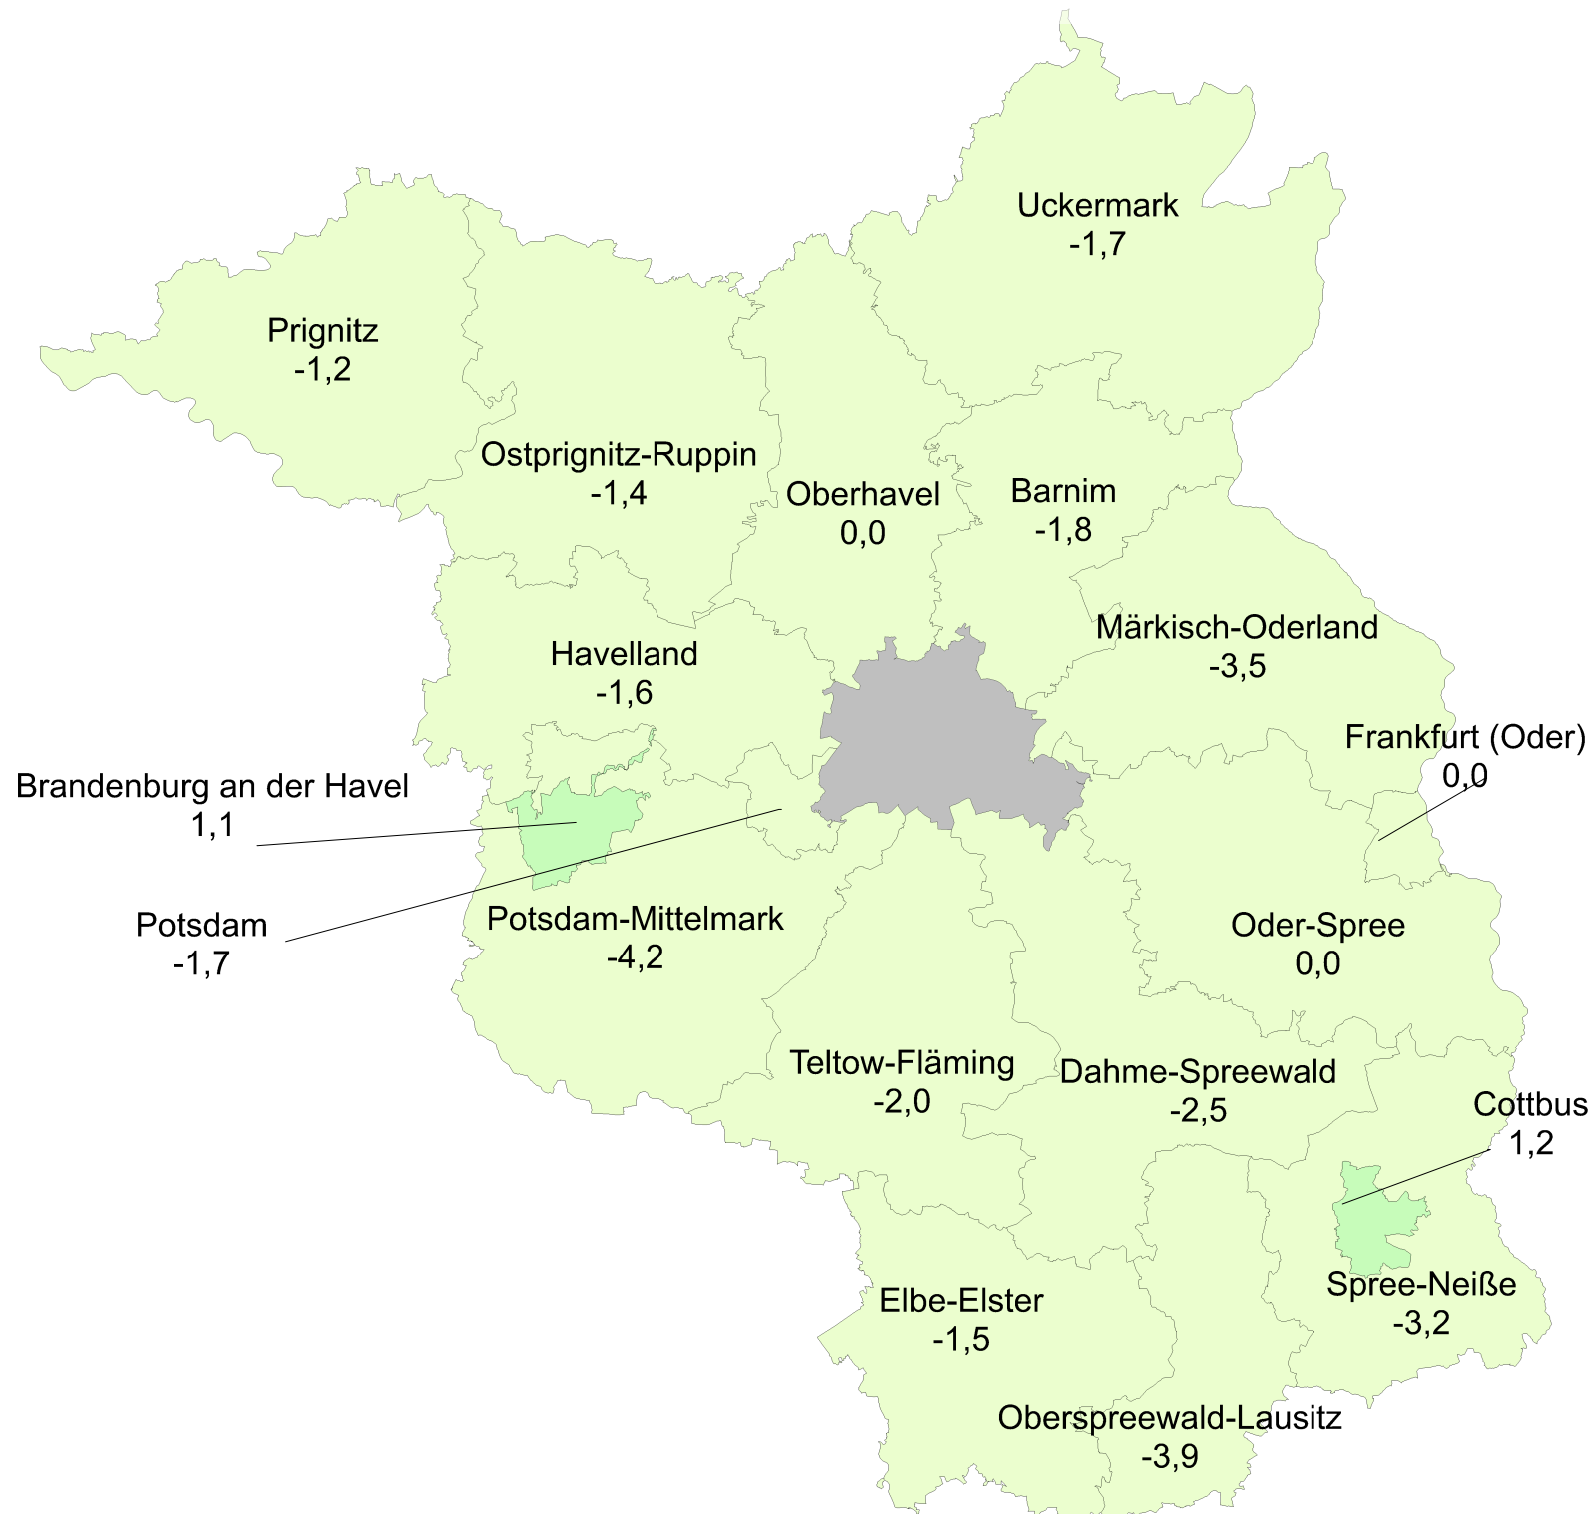 Uckermark
-1,7
Prignitz
-1,2
Ostprignitz-Ruppin
-1,4
Oberhavel
0,0
Barnim
-1,8
Märkisch-Oderland
-3,5
Havelland
-1,6
Frankfurt (Oder)
0,0
Brandenburg an der Havel
1,1
Potsdam
-1,7
Potsdam-Mittelmark
-4,2
Oder-Spree
0,0
Teltow-Fläming
-2,0
Dahme-Spreewald
-2,5
Cottbus
1,2
Spree-Neiße
-3,2
Elbe-Elster
-1,5
Oberspreewald-Lausitz
-3,9